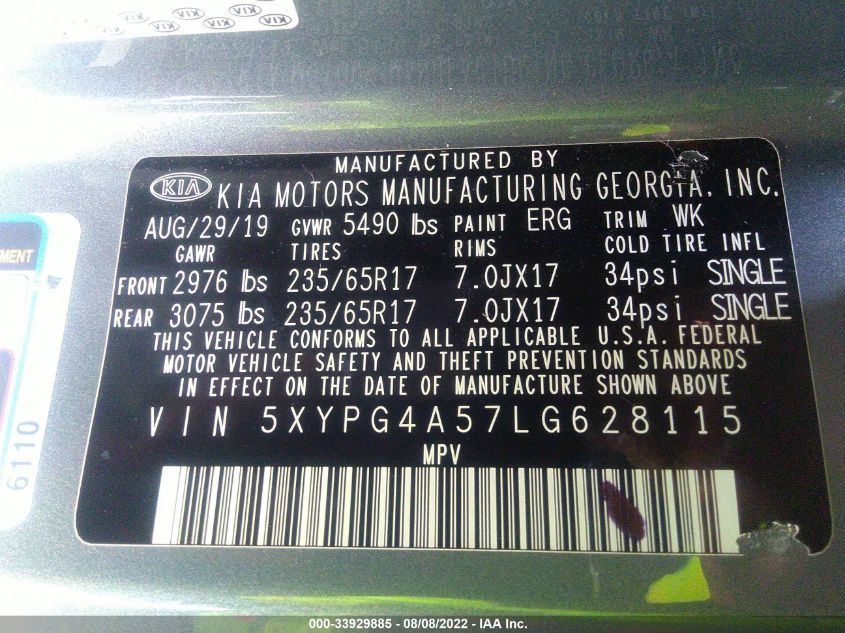 KIA KIA KIA
MANUFACTURED BY
KIA KIA MOTORS MANUFACTURING GEORGIA, INC.
AUG/29/19 GVWR 5490 lbs PAINT ERG TRIM WK
GAWR TIRES RIMS COLD TIRE INFL
FRONT 2976 lbs 235/65R17 7.0JX17 34psi SINGLE
REAR 3075 lbs 235/65R17 7.0JX17 34psi SINGLE
THIS VEHICLE CONFORMS TO ALL APPLICABLE U.S.A. FEDERAL
MOTOR VEHICLE SAFETY AND THEFT PREVENTION STANDARDS
IN EFFECT ON THE DATE OF MANUFACTURE SHOWN ABOVE.
VIN 5XYPG4A57LG628115
MPV
6110
000-33929885 - 08/08/2022 - IAA Inc.